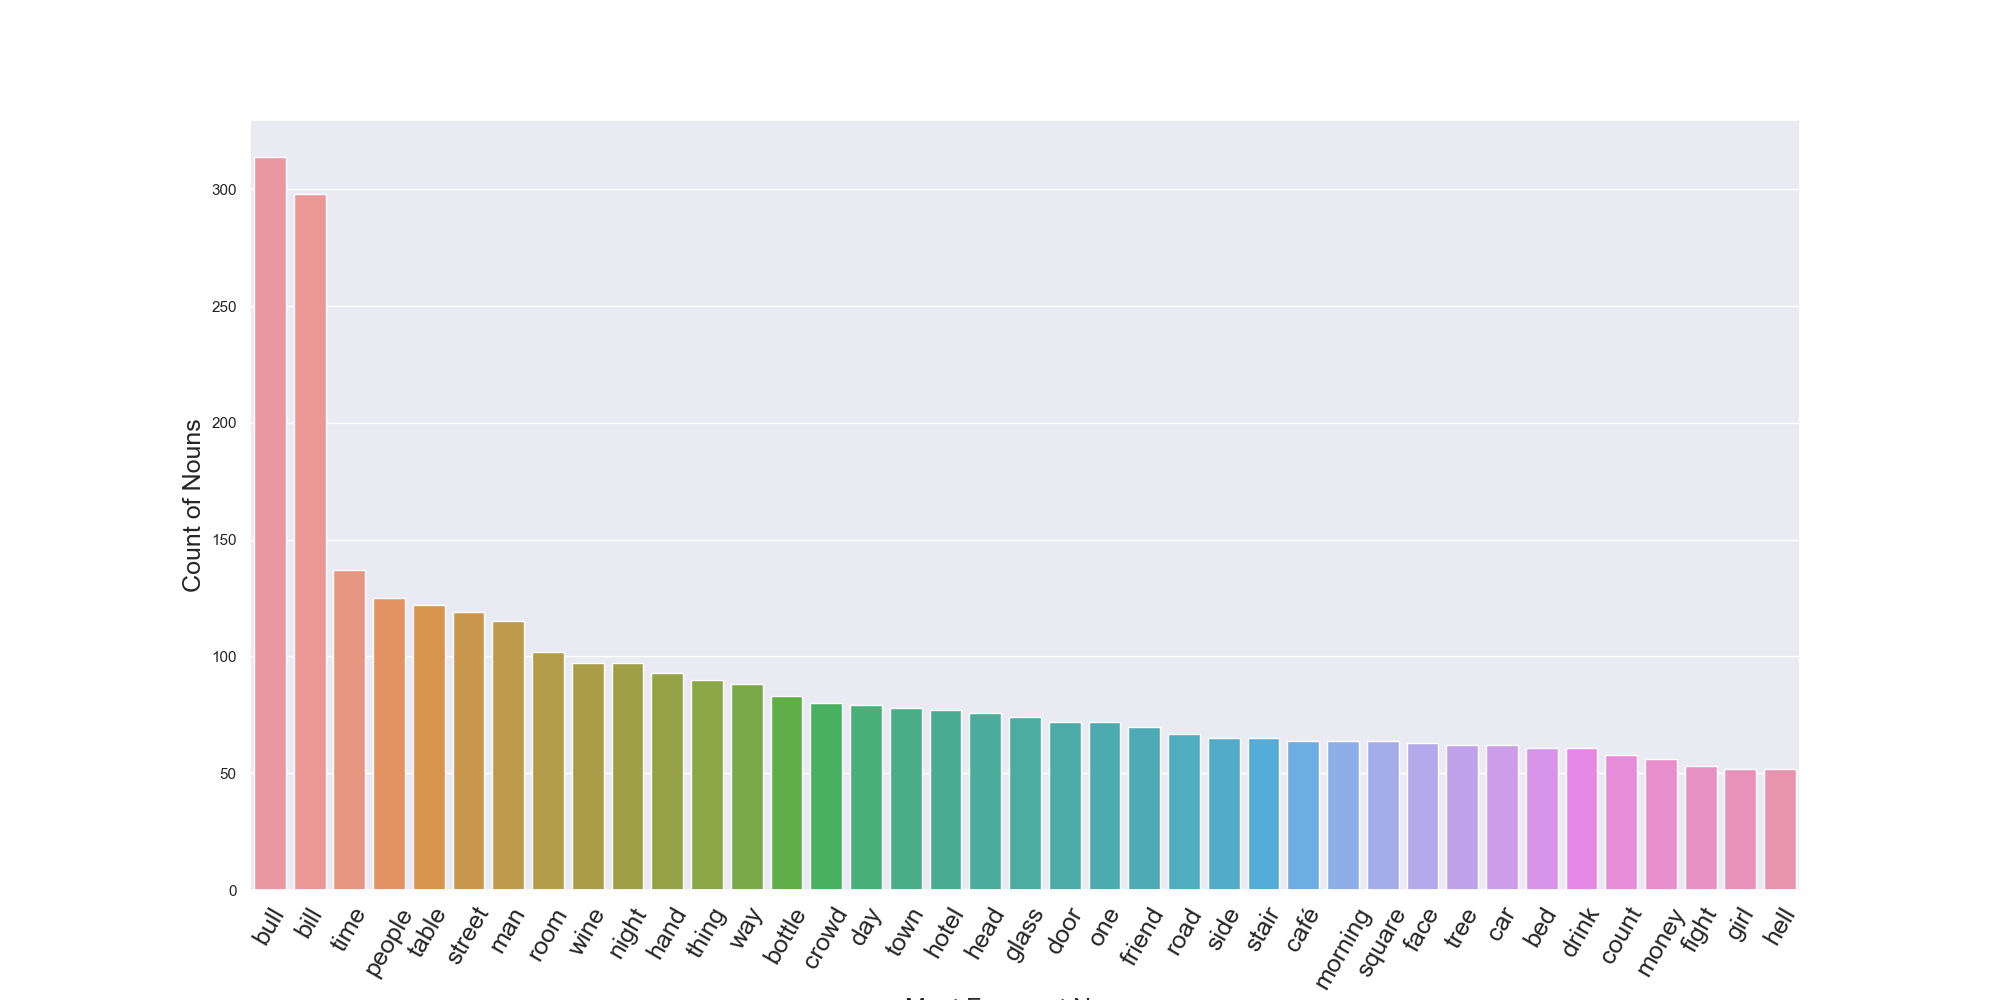 Count of Nouns
300
250
200
150
100
50
0
bull
bill
time
people
table
street
man
room
wine
night
hand
thing
way
bottle
crowd
day
town
hotel
head
glass
door
one
friend
road
side
stair
café
morning
square
face
tree
car
bed
drink
count
money
fight
girl
hell